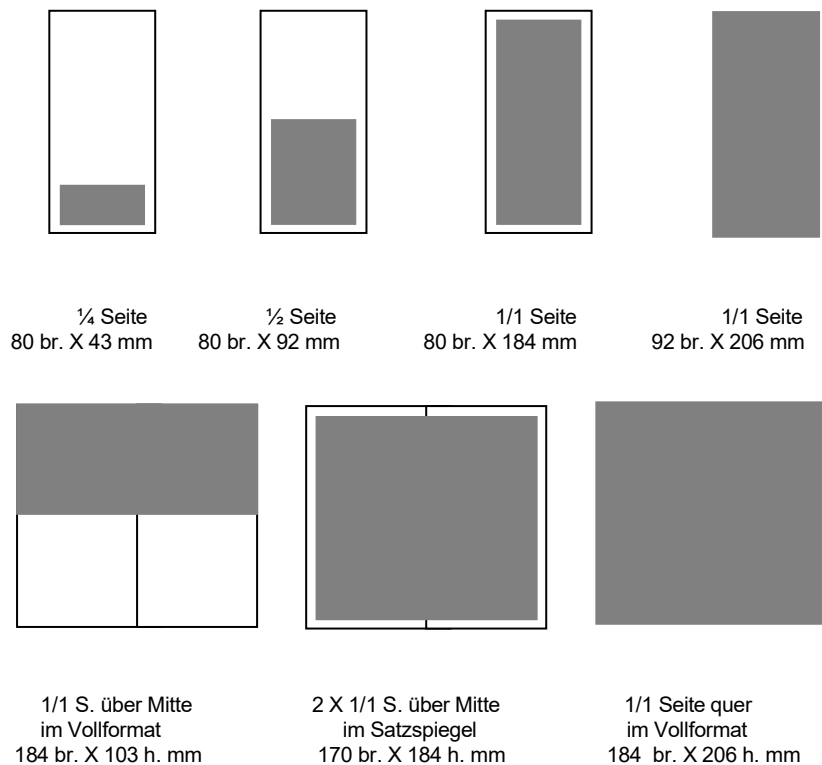 ¼ Seite
80 br. X 43 mm
½ Seite
80 br. X 92 mm
1/1 Seite
80 br. X 184 mm
1/1 Seite
92 br. X 206 mm
1/1 S. über Mitte
im Vollformat
184 br. X 103 h. mm
2 X 1/1 S. über Mitte
im Satzspiegel
170 br. X 184 h. mm
1/1 Seite quer
im Vollformat
184 br. X 206 h. mm